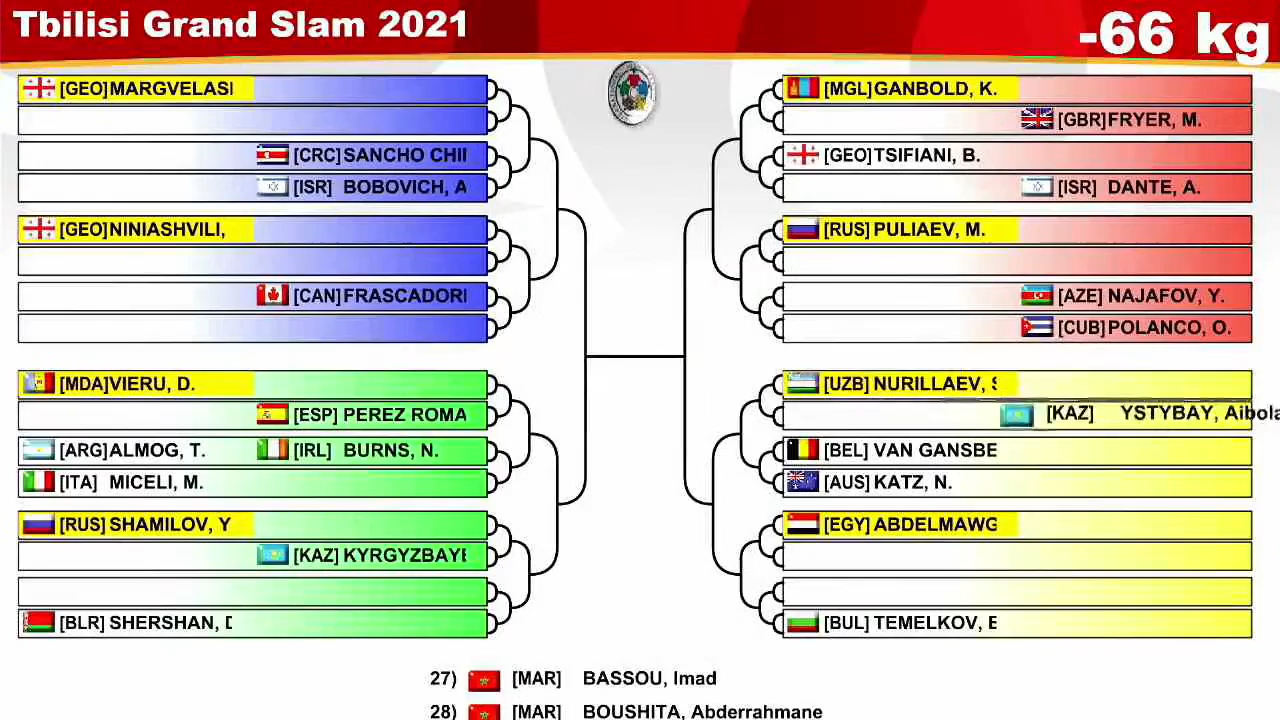 Tbilisi Grand Slam 2021
-66 kg
[GEO] MARGVELASI
[CRC] SANCHO CHII
[ISR] BOBOVICH, A
[GEO] NINIASHVILI,
[CAN] FRASCADORI
[MDA] VIERU, D.
[ESP] PEREZ ROMA
[ARG] ALMOG, T. [IRL] BURNS, N.
[ITA] MICELI, M.
[RUS] SHAMILOV, Y
[KAZ] KYRGYZBAYE
[BLR] SHERSHAN, D
[MGL] GANBOLD, K.
[GBR] FRYER, M.
[GEO] TSIFIANI, B.
[ISR] DANTE, A.
[RUS] PULIAEV, M.
[AZE] NAJAFOV, Y.
[CUB] POLANCO, O.
[UZB] NURILLAEV, S
[KAZ] YSTYBAY, Aibola
[BEL] VAN GANSBE
[AUS] KATZ, N.
[EGY] ABDELMAWG
[BUL] TEMELKOV, B
27) [MAR] BASSOU, Imad
28) [MAR] BOUSHITA, Abderrahmane